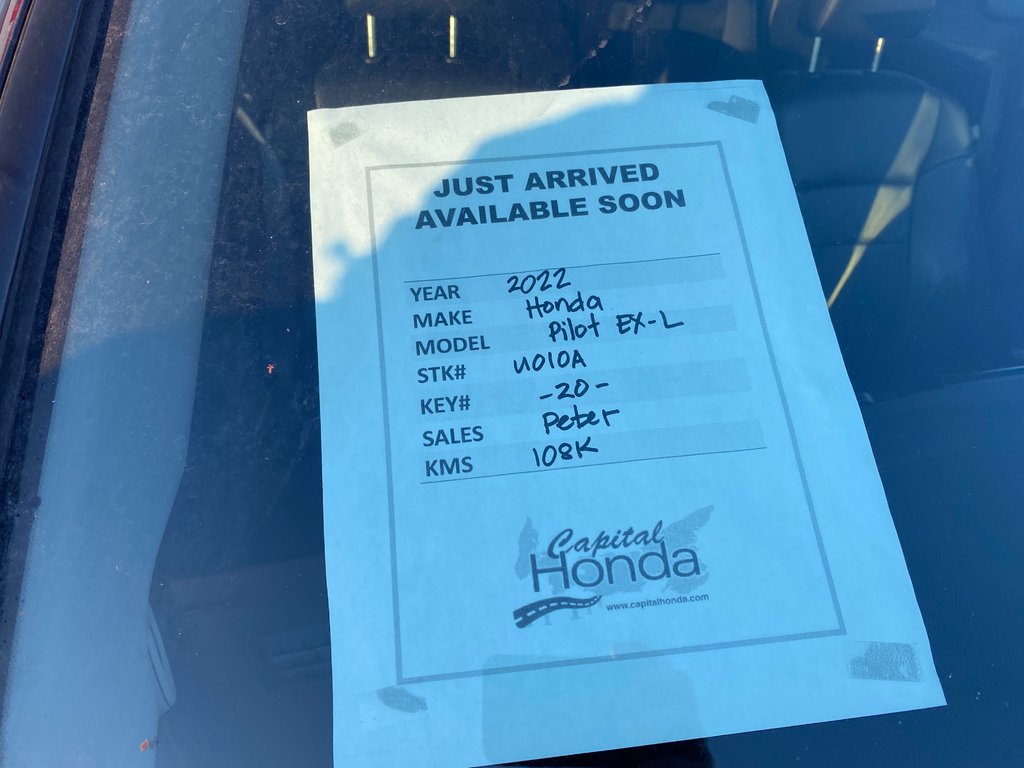 JUST ARRIVED
AVAILABLE SOON
YEAR 2022
MAKE Honda
MODEL Pilot EX-L
STK# U010A
KEY# -20-
SALES Peter
KMS 108K
Capital
Honda
www.capitalhonda.com